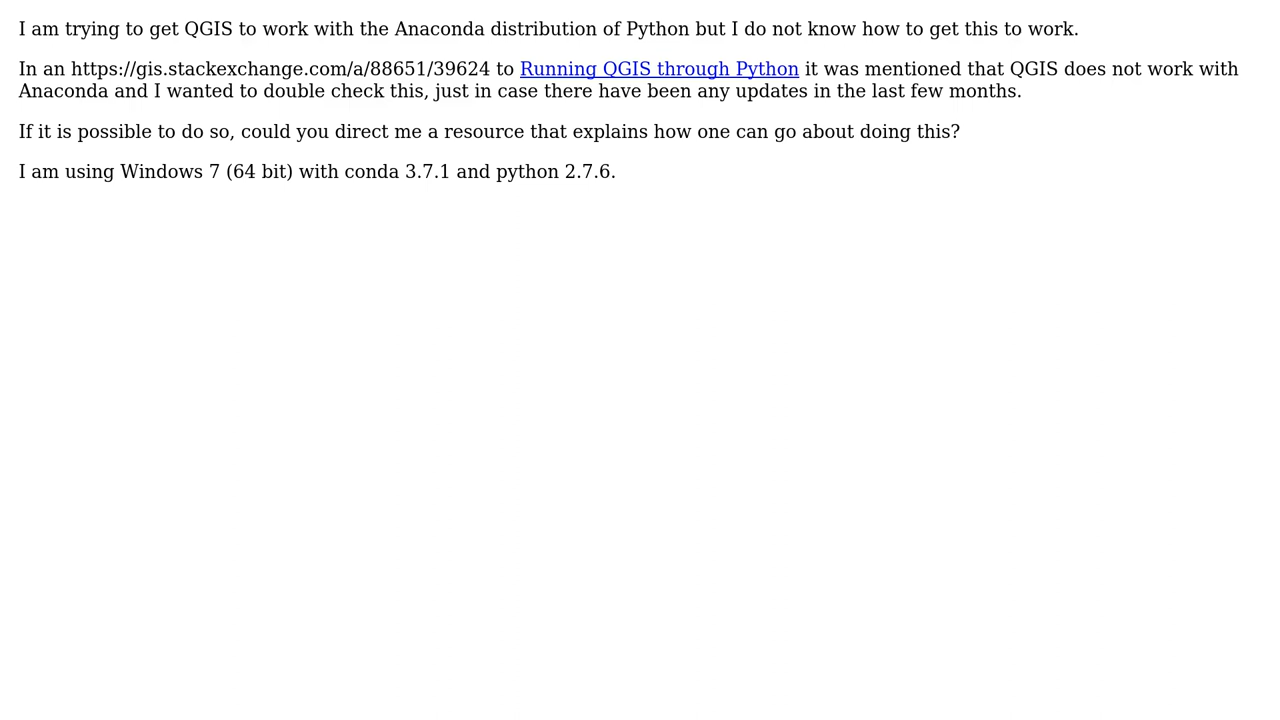 I am trying to get QGIS to work with the Anaconda distribution of Python but I do not know how to get this to work.
In an https://gis.stackexchange.com/a/88651/39624 to Running QGIS through Python it was mentioned that QGIS does not work with
Anaconda and I wanted to double check this, just in case there have been any updates in the last few months.
If it is possible to do so, could you direct me a resource that explains how one can go about doing this?
I am using Windows 7 (64 bit) with conda 3.7.1 and python 2.7.6.